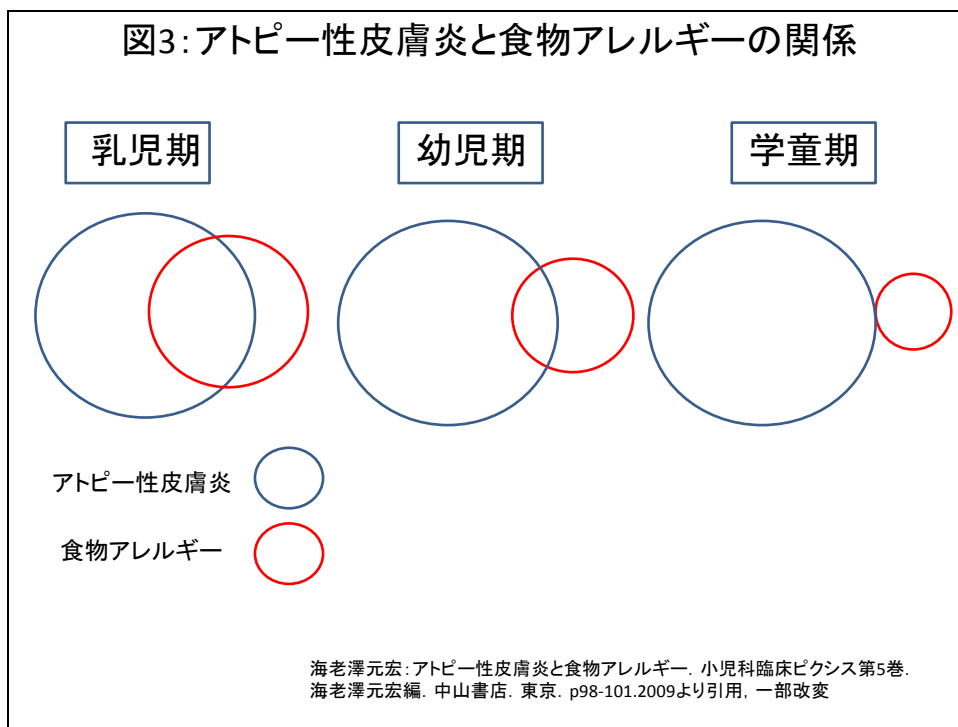 図3:アトピー性皮膚炎と食物アレルギーの関係
乳児期
幼児期
学童期
アトピー性皮膚炎
食物アレルギー
海老澤元宏:アトピー性皮膚炎と食物アレルギー. 小児科臨床ピクシス第5巻.
海老澤元宏編. 中山書店. 東京. p98-101.2009より引用, 一部改変